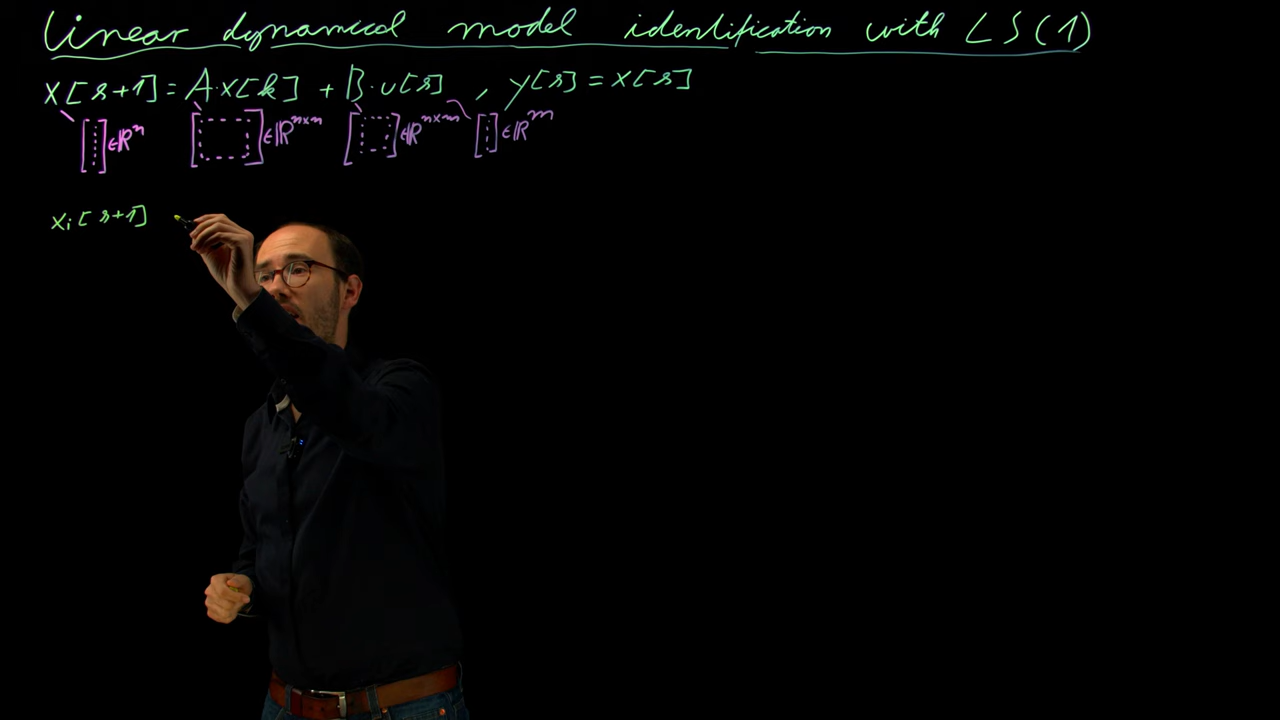 Linear dynamical model identification with LS(1)
x[k+1] = A·x[k] + B·u[k] , y[k] = x[k]
[ ] ∈ ℝⁿ [ ] ∈ ℝⁿˣⁿ [ ] ∈ ℝⁿˣᵐ [ ] ∈ ℝᵐ
xᵢ[k+1]